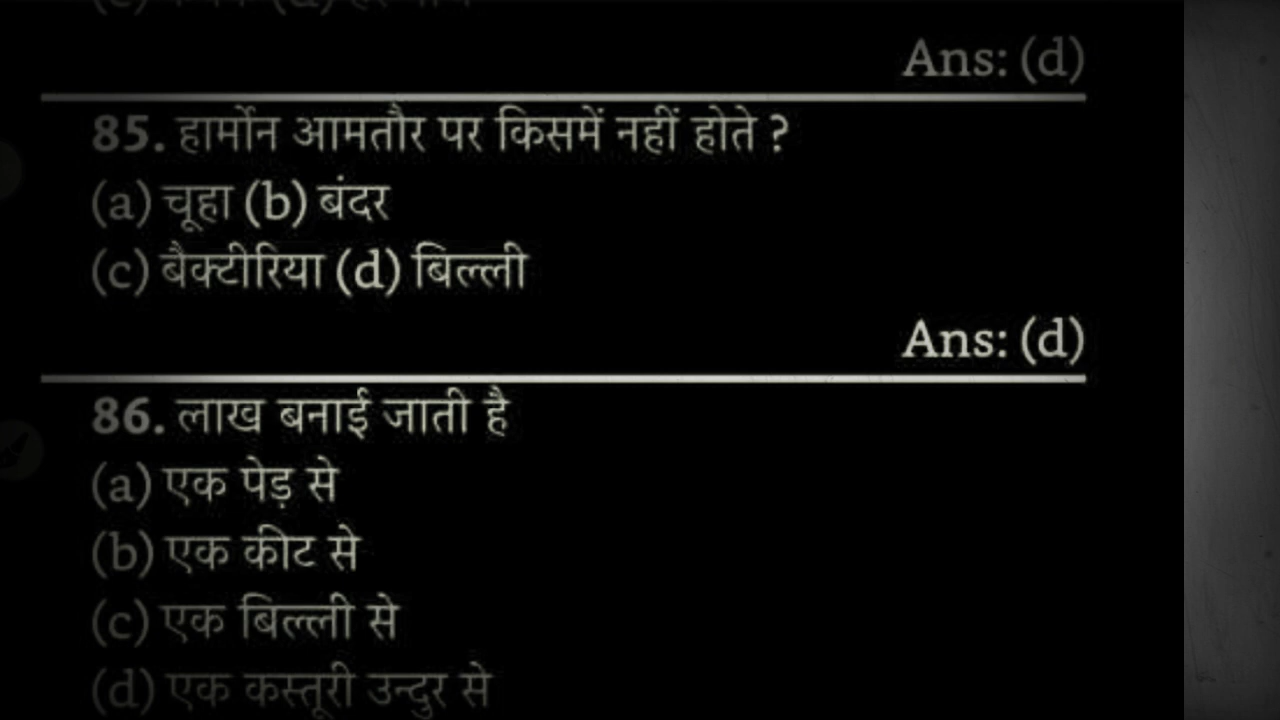 Ans: (d)
85. हार्मोन आमतौर पर किसमें नहीं होते ?
(a) चूहा (b) बंदर
(c) बैक्टीरिया (d) बिल्ली
Ans: (d)
86. लाख बनाई जाती है
(a) एक पेड़ से
(b) एक कीट से
(c) एक बिल्ली से
(d) एक कस्तूरी उन्दुर से